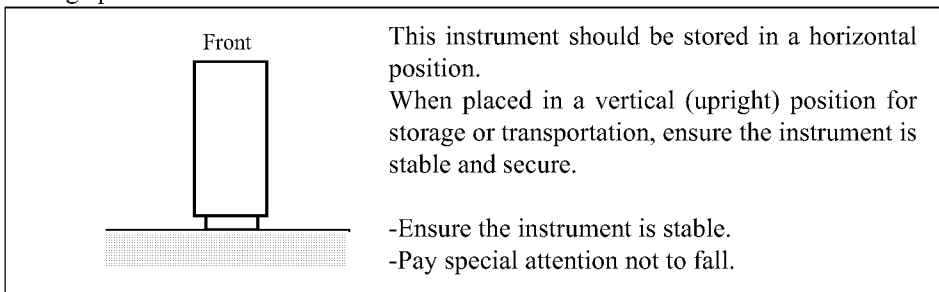 Front
This instrument should be stored in a horizontal
position.
When placed in a vertical (upright) position for
storage or transportation, ensure the instrument is
stable and secure.
-Ensure the instrument is stable.
-Pay special attention not to fall.